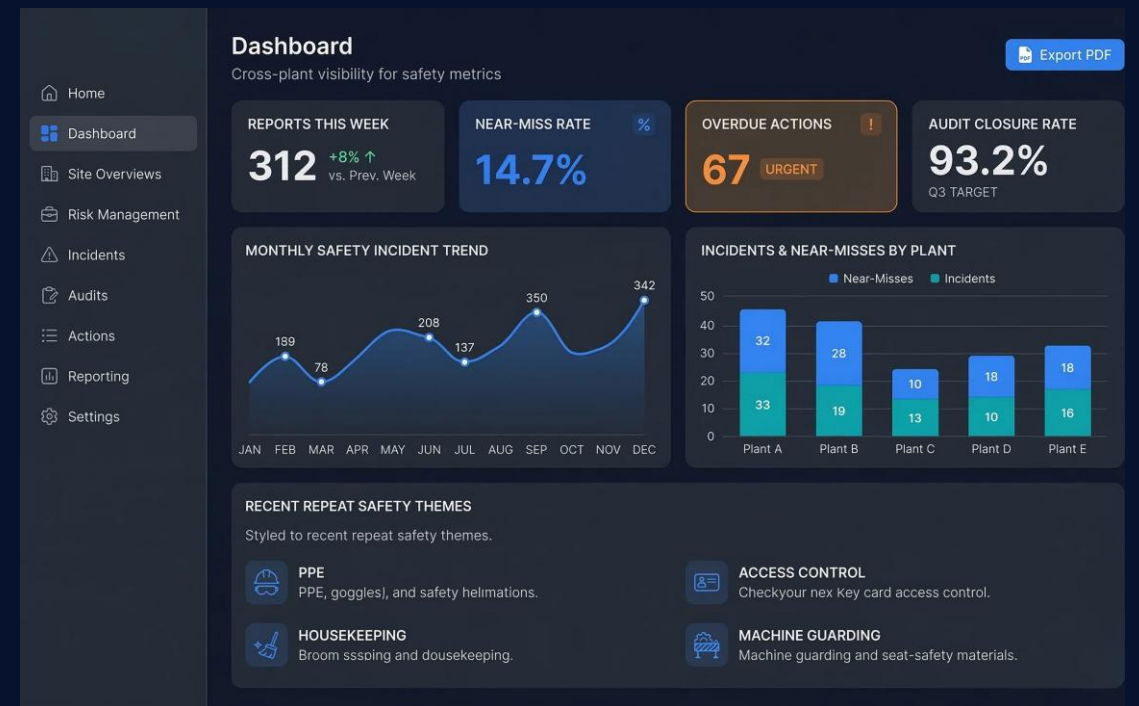 Dashboard
Cross-plant visibility for safety metrics
PDF
Export PDF
Home
Dashboard
Site Overviews
Risk Management
Incidents
Audits
Actions
Reporting
Settings
REPORTS THIS WEEK
312
+8% ↑
vs. Prev. Week
NEAR-MISS RATE
%
14.7%
OVERDUE ACTIONS
!
67
URGENT
AUDIT CLOSURE RATE
93.2%
Q3 TARGET
MONTHLY SAFETY INCIDENT TREND
189
78
208
137
350
342
JAN FEB MAR APR MAY JUN JUL AUG SEP OCT NOV DEC
INCIDENTS & NEAR-MISSES BY PLANT
Near-Misses Incidents
50
40
30
20
10
0
32 28 10 18 18
33 19 13 10 16
Plant A Plant B Plant C Plant D Plant E
RECENT REPEAT SAFETY THEMES
Styled to recent repeat safety themes.
PPE
PPE, goggles], and safety helimations.
ACCESS CONTROL
Checkyour nex Key card access control.
HOUSEKEEPING
Broom sssping and dousekeeping.
MACHINE GUARDING
Machine guarding and seat-safety materials.